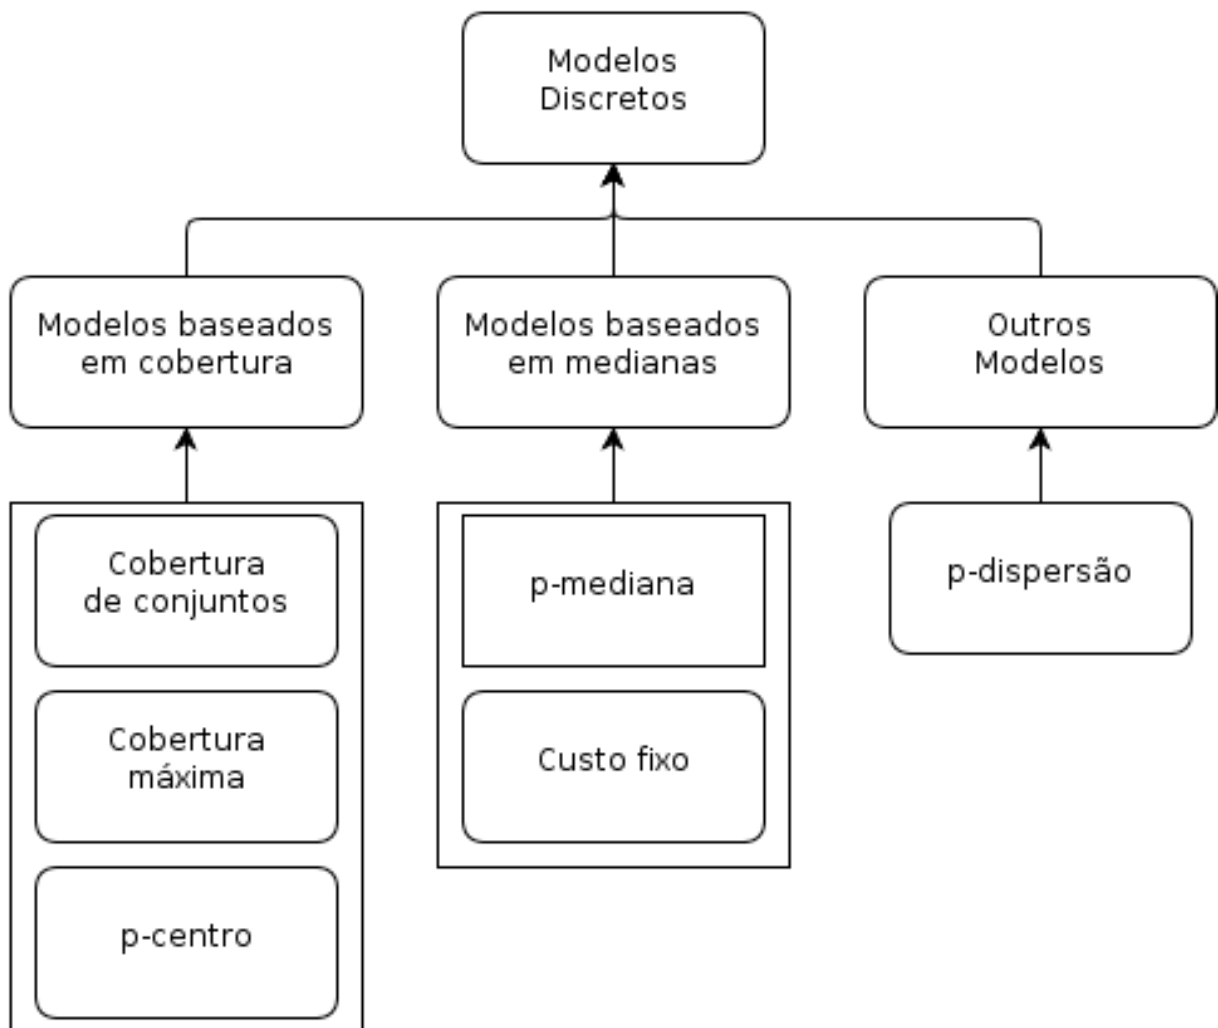 Modelos
Discretos
Modelos baseados
em cobertura
Modelos baseados
em medianas
Outros
Modelos
Cobertura
de conjuntos
Cobertura
máxima
p-centro
p-mediana
Custo fixo
p-dispersão